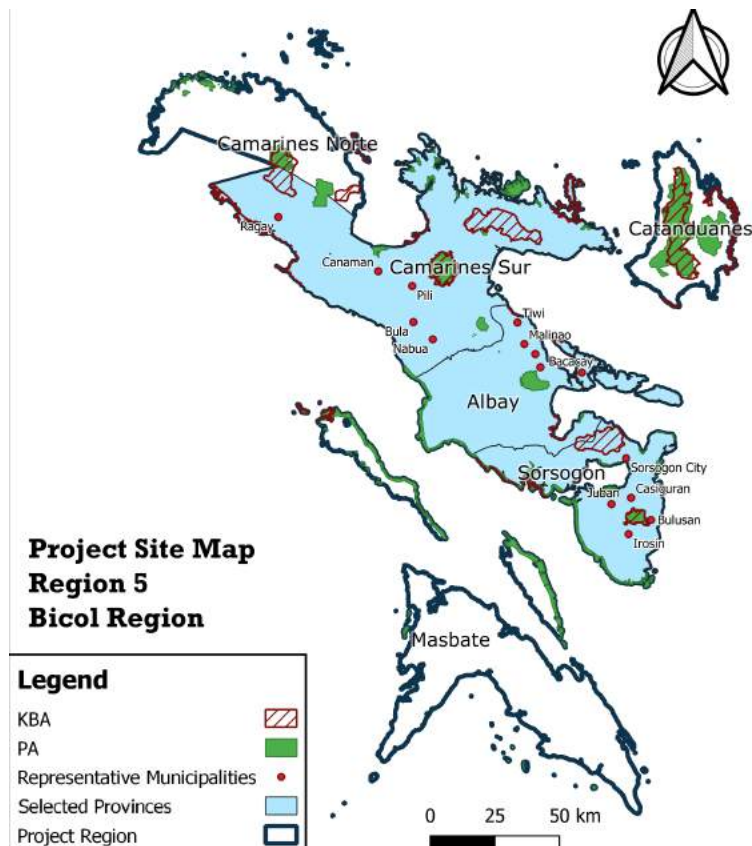 Camarines Norte
Catanduanes
Ragay
Canaman
Camarines Sur
Pili
Tiwi
Bula
Malinao
Nabua
Bacacay
Albay
Sorsogon City
Sorsogon
Juban
Casiguran
Bulusan
Irosin
Project Site Map
Region 5
Bicol Region
Masbate
Legend
KBA
PA
Representative Municipalities
Selected Provinces
Project Region
0 25 50 km